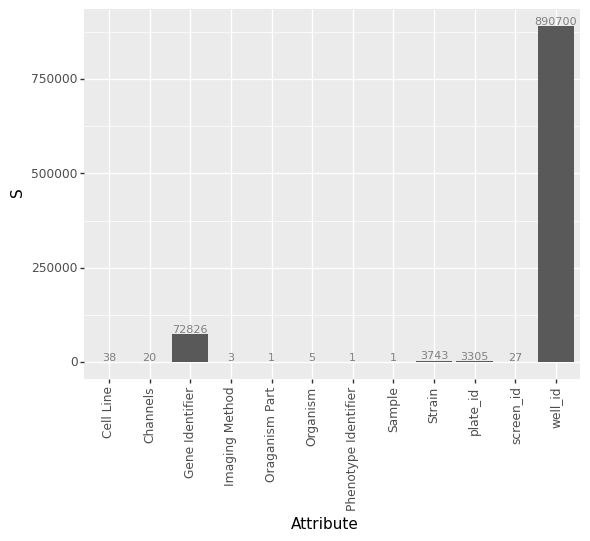 890700
750000
S
500000
250000
72826
0
38
20
3
1
5
1
1
3743
3305
27
Cell Line
Channels
Gene Identifier
Imaging Method
Oraganism Part
Organism
Phenotype Identifier
Sample
Strain
plate_id
screen_id
well_id
Attribute